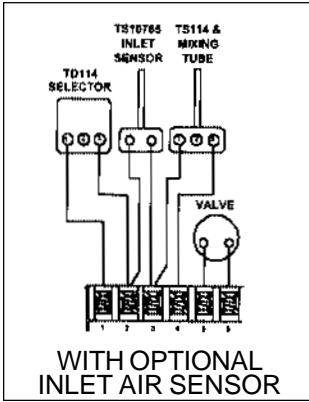 TS10765 TS114 &
INLET MIXING
SENSOR TUBE
TD114
SELECTOR
VALVE
1 2 3 4 5 6
WITH OPTIONAL
INLET AIR SENSOR